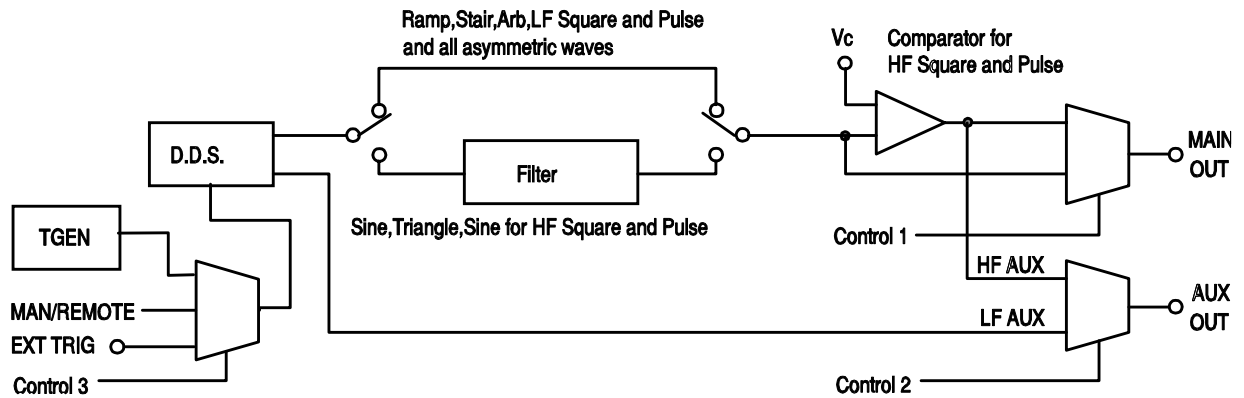 Ramp,Stair,Arb,LF Square and Pulse
and all asymmetric waves
Vc
Comparator for
HF Square and Pulse
D.D.S.
Filter
MAIN
OUT
Sine,Triangle,Sine for HF Square and Pulse
TGEN
Control 1
HF AUX
AUX
OUT
MAN/REMOTE
LF AUX
EXT TRIG
Control 3
Control 2